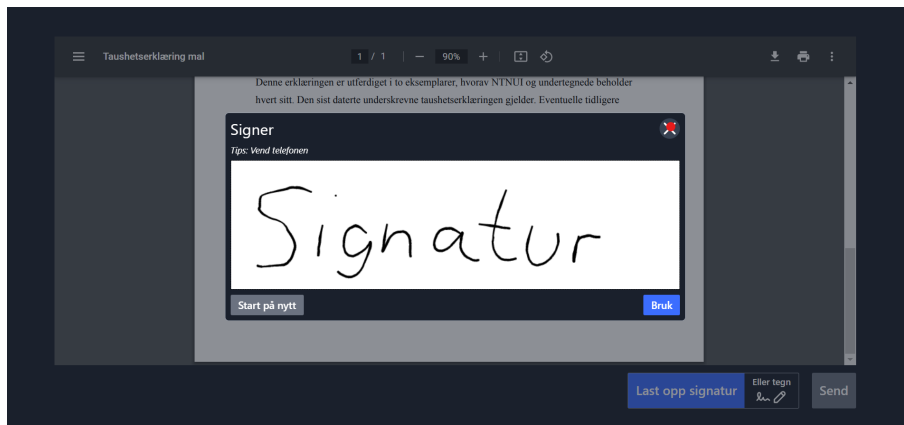 Taushetserklæring mal
1 / 1
90%
Denne erklæringen er utferdiget i to eksemplarer, hvorav NTNUI og undertegnede beholder
hvert sitt. Den sist daterte underskrevne taushetserklæringen gjelder. Eventuelle tidligere
Signer
Tips: Vend telefonen
Signatur
Start på nytt
Bruk
Last opp signatur
Eller tegn
Send